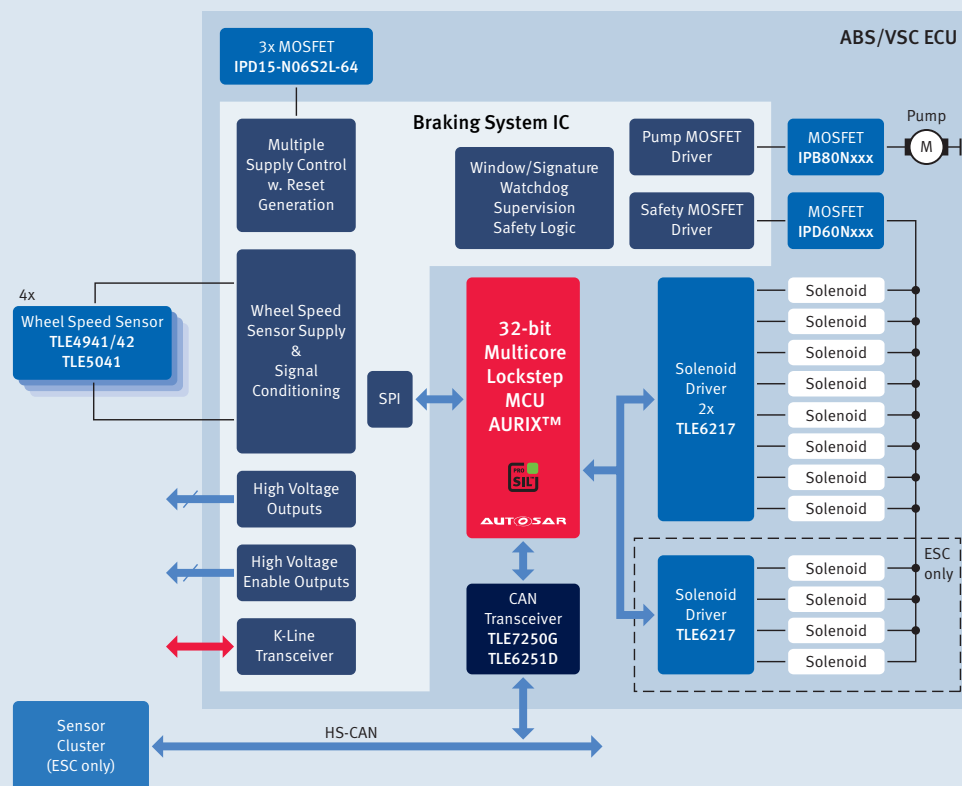 ABS/VSC ECU
3x MOSFET
IPD15-N06S2L-64
Braking System IC
Multiple
Supply Control
w. Reset
Generation
Window/Signature
Watchdog
Supervision
Safety Logic
Pump MOSFET
Driver
MOSFET
IPB80Nxxx
Pump
M
Safety MOSFET
Driver
MOSFET
IPD60Nxxx
4x
Wheel Speed Sensor
TLE4941/42
TLE5041
Wheel Speed
Sensor Supply
&
Signal
Conditioning
SPI
32-bit
Multicore
Lockstep
MCU
AURIX™
PRO
SIL
AUTOSAR
Solenoid
Driver
2x
TLE6217
Solenoid
Solenoid
Solenoid
Solenoid
Solenoid
Solenoid
Solenoid
Solenoid
High Voltage
Outputs
High Voltage
Enable Outputs
K-Line
Transceiver
CAN
Transceiver
TLE7250G
TLE6251D
Solenoid
Driver
TLE6217
ESC
only
Solenoid
Solenoid
Solenoid
Solenoid
Sensor
Cluster
(ESC only)
HS-CAN